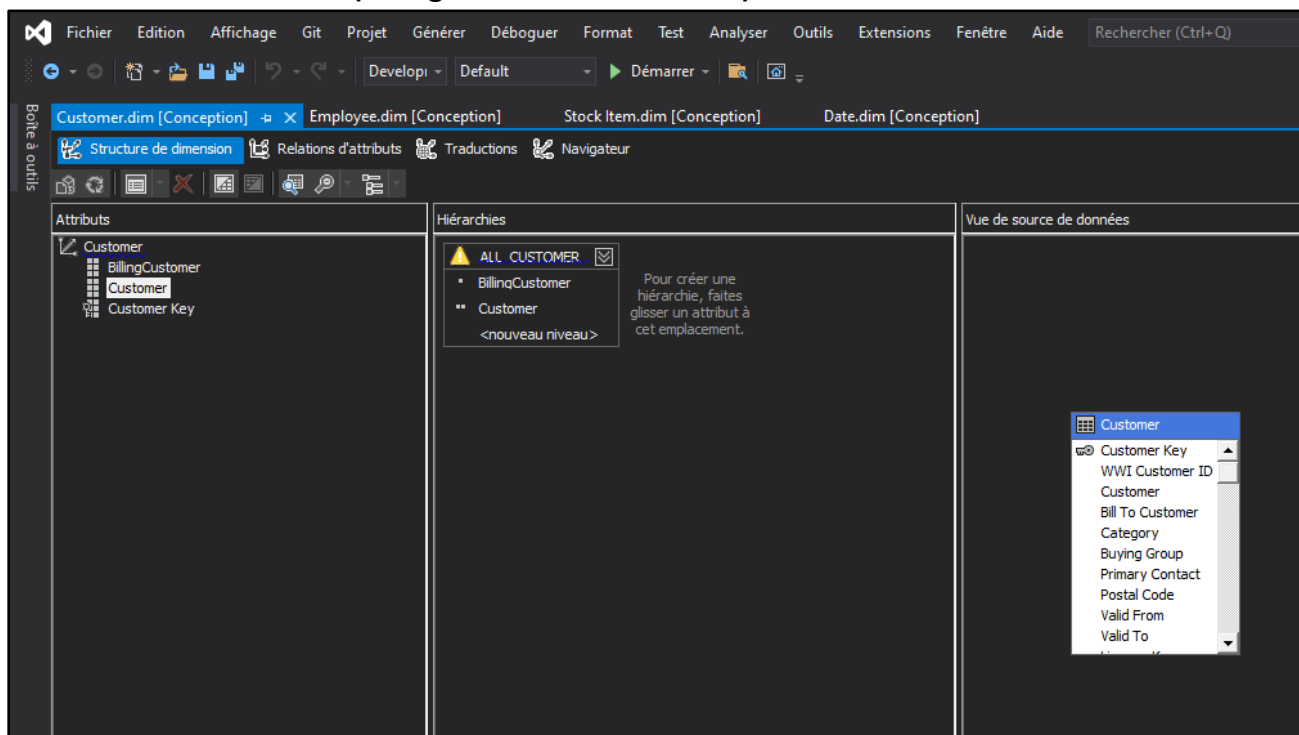 Fichier Edition Affichage Git Projet Générer Déboguer Format Test Analyser Outils Extensions Fenêtre Aide Rechercher (Ctrl+Q)
Develop Default Démarrer
Boîte à outils
Customer.dim [Conception] Employee.dim [Conception] Stock Item.dim [Conception] Date.dim [Conception]
Structure de dimension Relations d'attributs Traductions Navigateur
Attributs
Customer
BillingCustomer
Customer
Customer Key
Hiérarchies
ALL CUSTOMER
BillingCustomer
Customer
<nouveau niveau>
Pour créer une
hiérarchie, faites
glisser un attribut à
cet emplacement.
Vue de source de données
Customer
Customer Key
WWI Customer ID
Customer
Bill To Customer
Category
Buying Group
Primary Contact
Postal Code
Valid From
Valid To